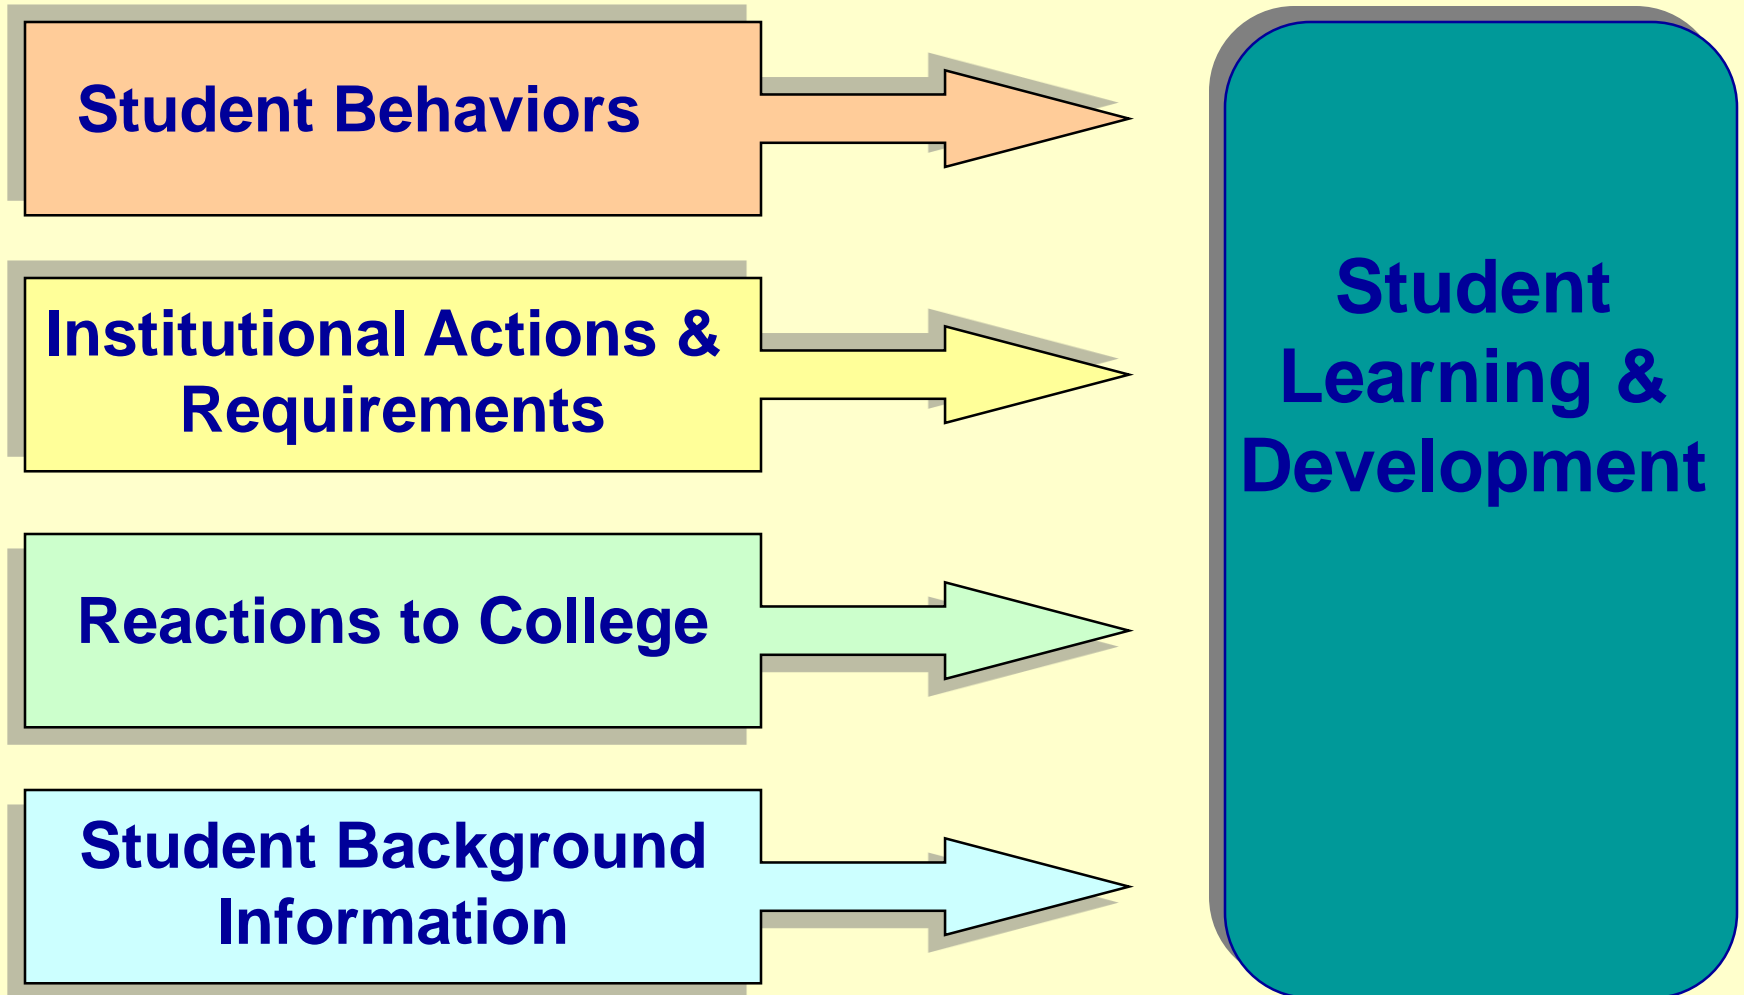 Student Behaviors
Institutional Actions &
Requirements
Reactions to College
Student Background
Information
Student
Learning &
Development